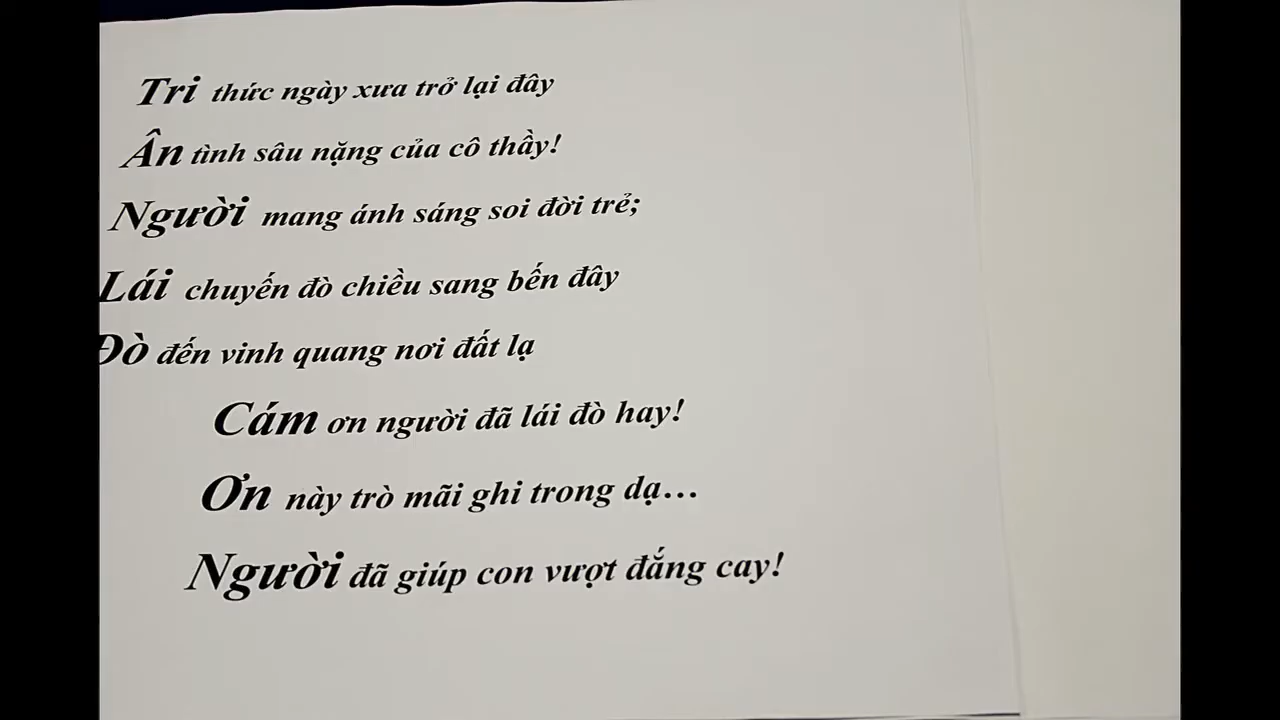 Tri thức ngày xưa trở lại đây
Ân tình sâu nặng của cô thầy!
Người mang ánh sáng soi đời trẻ;
Lái chuyến đò chiều sang bến đây
Đò đến vinh quang nơi đất lạ
Cám ơn người đã lái đò hay!
Ơn này trò mãi ghi trong dạ...
Người đã giúp con vượt đắng cay!